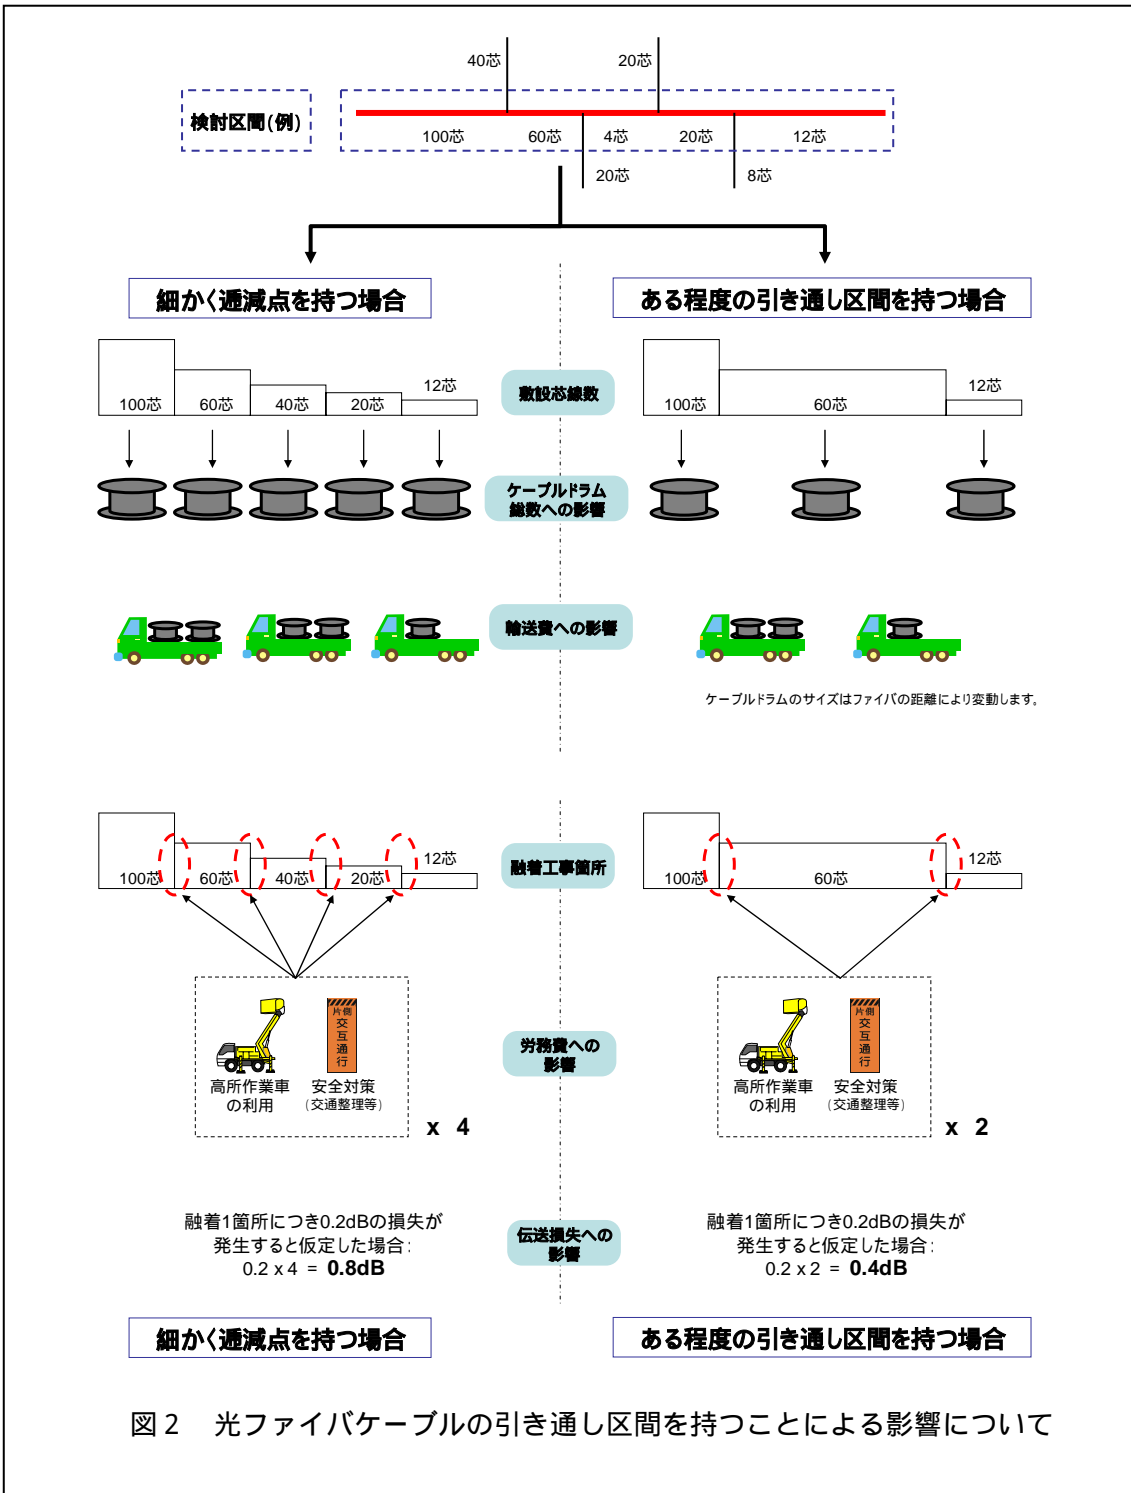 40芯
20芯
検討区間(例)
100芯
60芯
4芯
20芯
12芯
20芯
8芯
細かく逓減点を持つ場合
ある程度の引き通し区間を持つ場合
100芯
60芯
40芯
20芯
12芯
敷設芯線数
100芯
60芯
12芯
ケーブルドラム
総数への影響
輸送費への影響
ケーブルドラムのサイズはファイバの距離により変動します。
100芯
60芯
40芯
20芯
12芯
融着工事箇所
100芯
60芯
12芯
片側
交互通行
高所作業車
の利用
安全対策
(交通整理等)
x 4
労務費への
影響
片側
交互通行
高所作業車
の利用
安全対策
(交通整理等)
x 2
融着1箇所につき0.2dBの損失が
発生すると仮定した場合:
0.2 x 4 = 0.8dB
伝送損失への
影響
融着1箇所につき0.2dBの損失が
発生すると仮定した場合:
0.2 x 2 = 0.4dB
細かく逓減点を持つ場合
ある程度の引き通し区間を持つ場合
図2 光ファイバケーブルの引き通し区間を持つことによる影響について